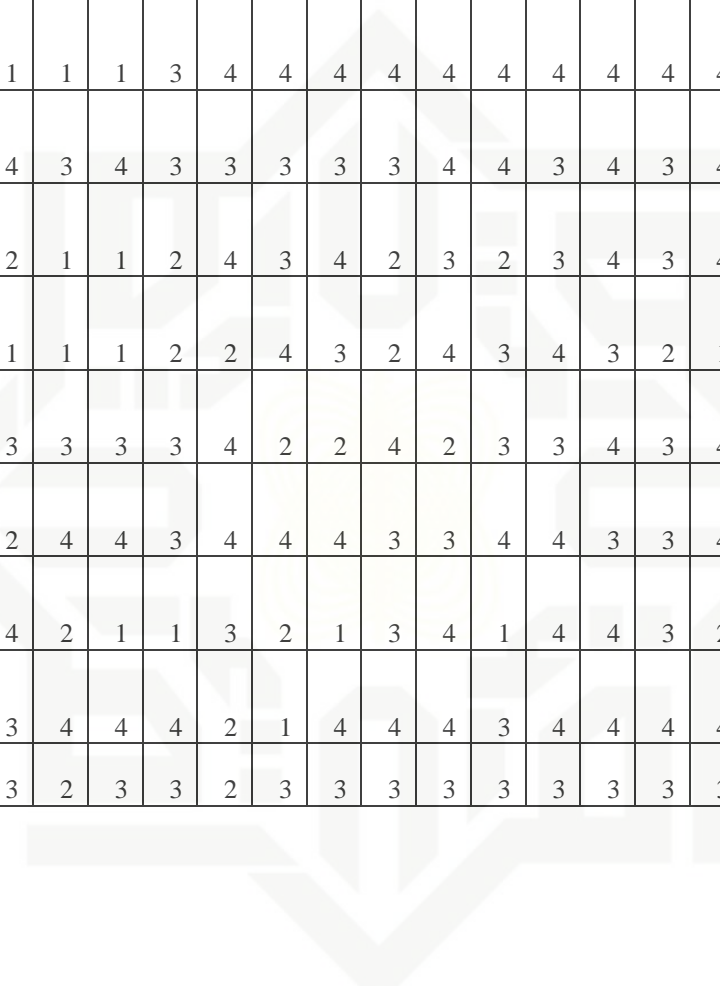 1 1 1 3 4 4 4 4 4 4 4 4 4
4 3 4 3 3 3 3 3 4 4 3 4 3
2 1 1 2 4 3 4 2 3 2 3 4 3
1 1 1 2 2 4 3 2 4 3 4 3 2
3 3 3 3 4 2 2 4 2 3 3 4 3
2 4 4 3 4 4 4 3 3 4 4 3 3
4 2 1 1 3 2 1 3 4 1 4 4 3
3 4 4 4 2 1 4 4 4 3 4 4 4
3 2 3 3 2 3 3 3 3 3 3 3 3